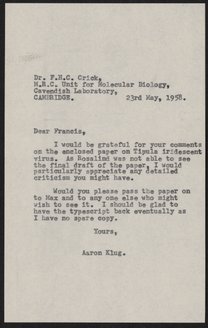 Dr. F.H.C. Crick,
M.R.C. Unit for Molecular Biology,
Cavendish Laboratory,
CAMBRIDGE. 23rd May, 1958.
Dear Francis,
I would be grateful for your comments
on the enclosed paper on Tipula iridescent
virus. As Rosalind was not able to see
the final draft of the paper, I would
particularly appreciate any detailed
criticism you might have.
Would you please pass the paper on
to Max and to any one else who might
wish to see it. I should be glad to
have the typescript back eventually as
I have no spare copy.
Yours,
Aaron Klug.